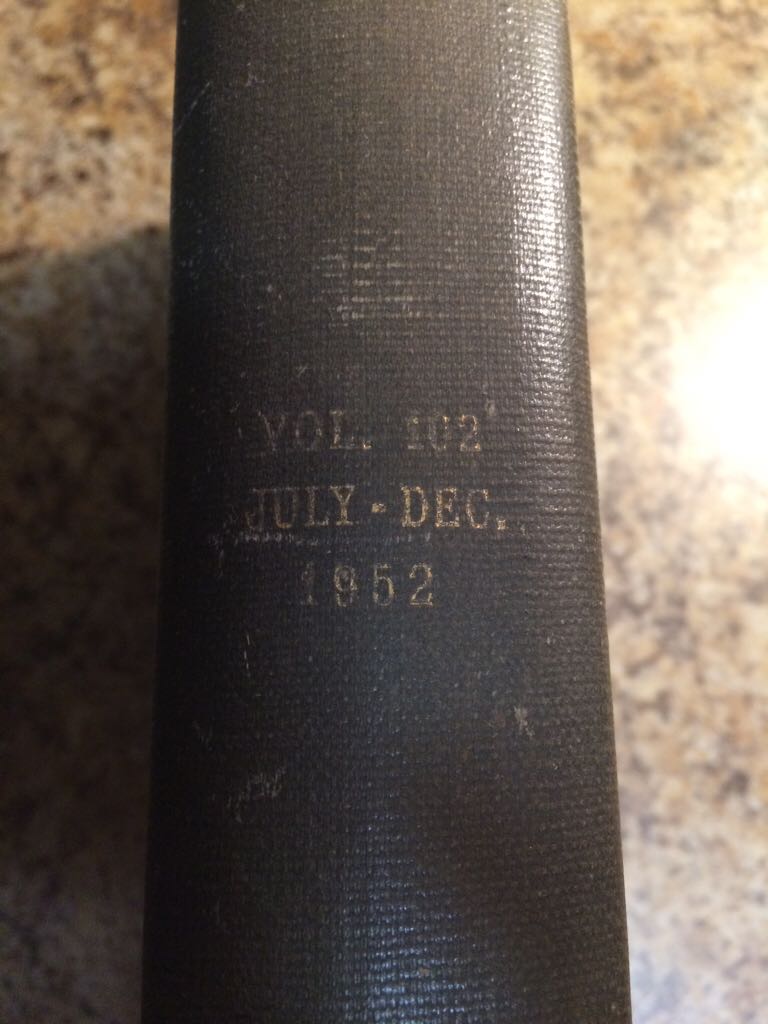 VOL. 102
JULY - DEC.
1952